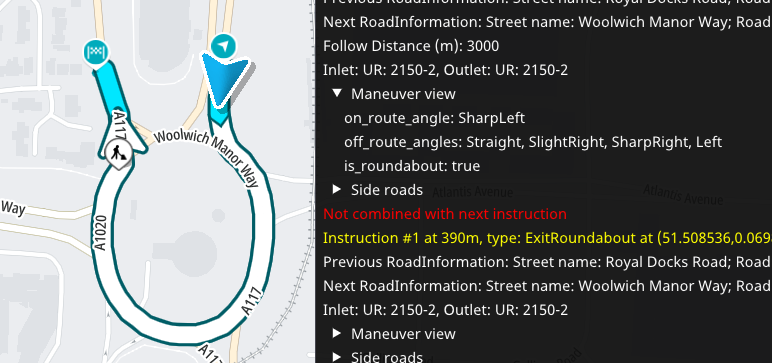 Previous RoadInformation: Street name: Royal Docks Road; Road
Next RoadInformation: Street name: Woolwich Manor Way; Road
Follow Distance (m): 3000
Inlet: UR: 2150-2, Outlet: UR: 2150-2
▼ Maneuver view
on_route_angle: SharpLeft
off_route_angles: Straight, SlightRight, SharpRight, Left
is_roundabout: true
▶ Side roads
Not combined with next instruction
Instruction #1 at 390m, type: ExitRoundabout at (51.508536,0.069
Previous RoadInformation: Street name: Royal Docks Road; Road
Next RoadInformation: Street name: Woolwich Manor Way; Road
Inlet: UR: 2150-2, Outlet: UR: 2150-2
▶ Maneuver view
▶ Side roads
A117
Woolwich Manor Way
Way
A1020
A117
A117
Atlantis Avenue
Atlantis Avenue
Road